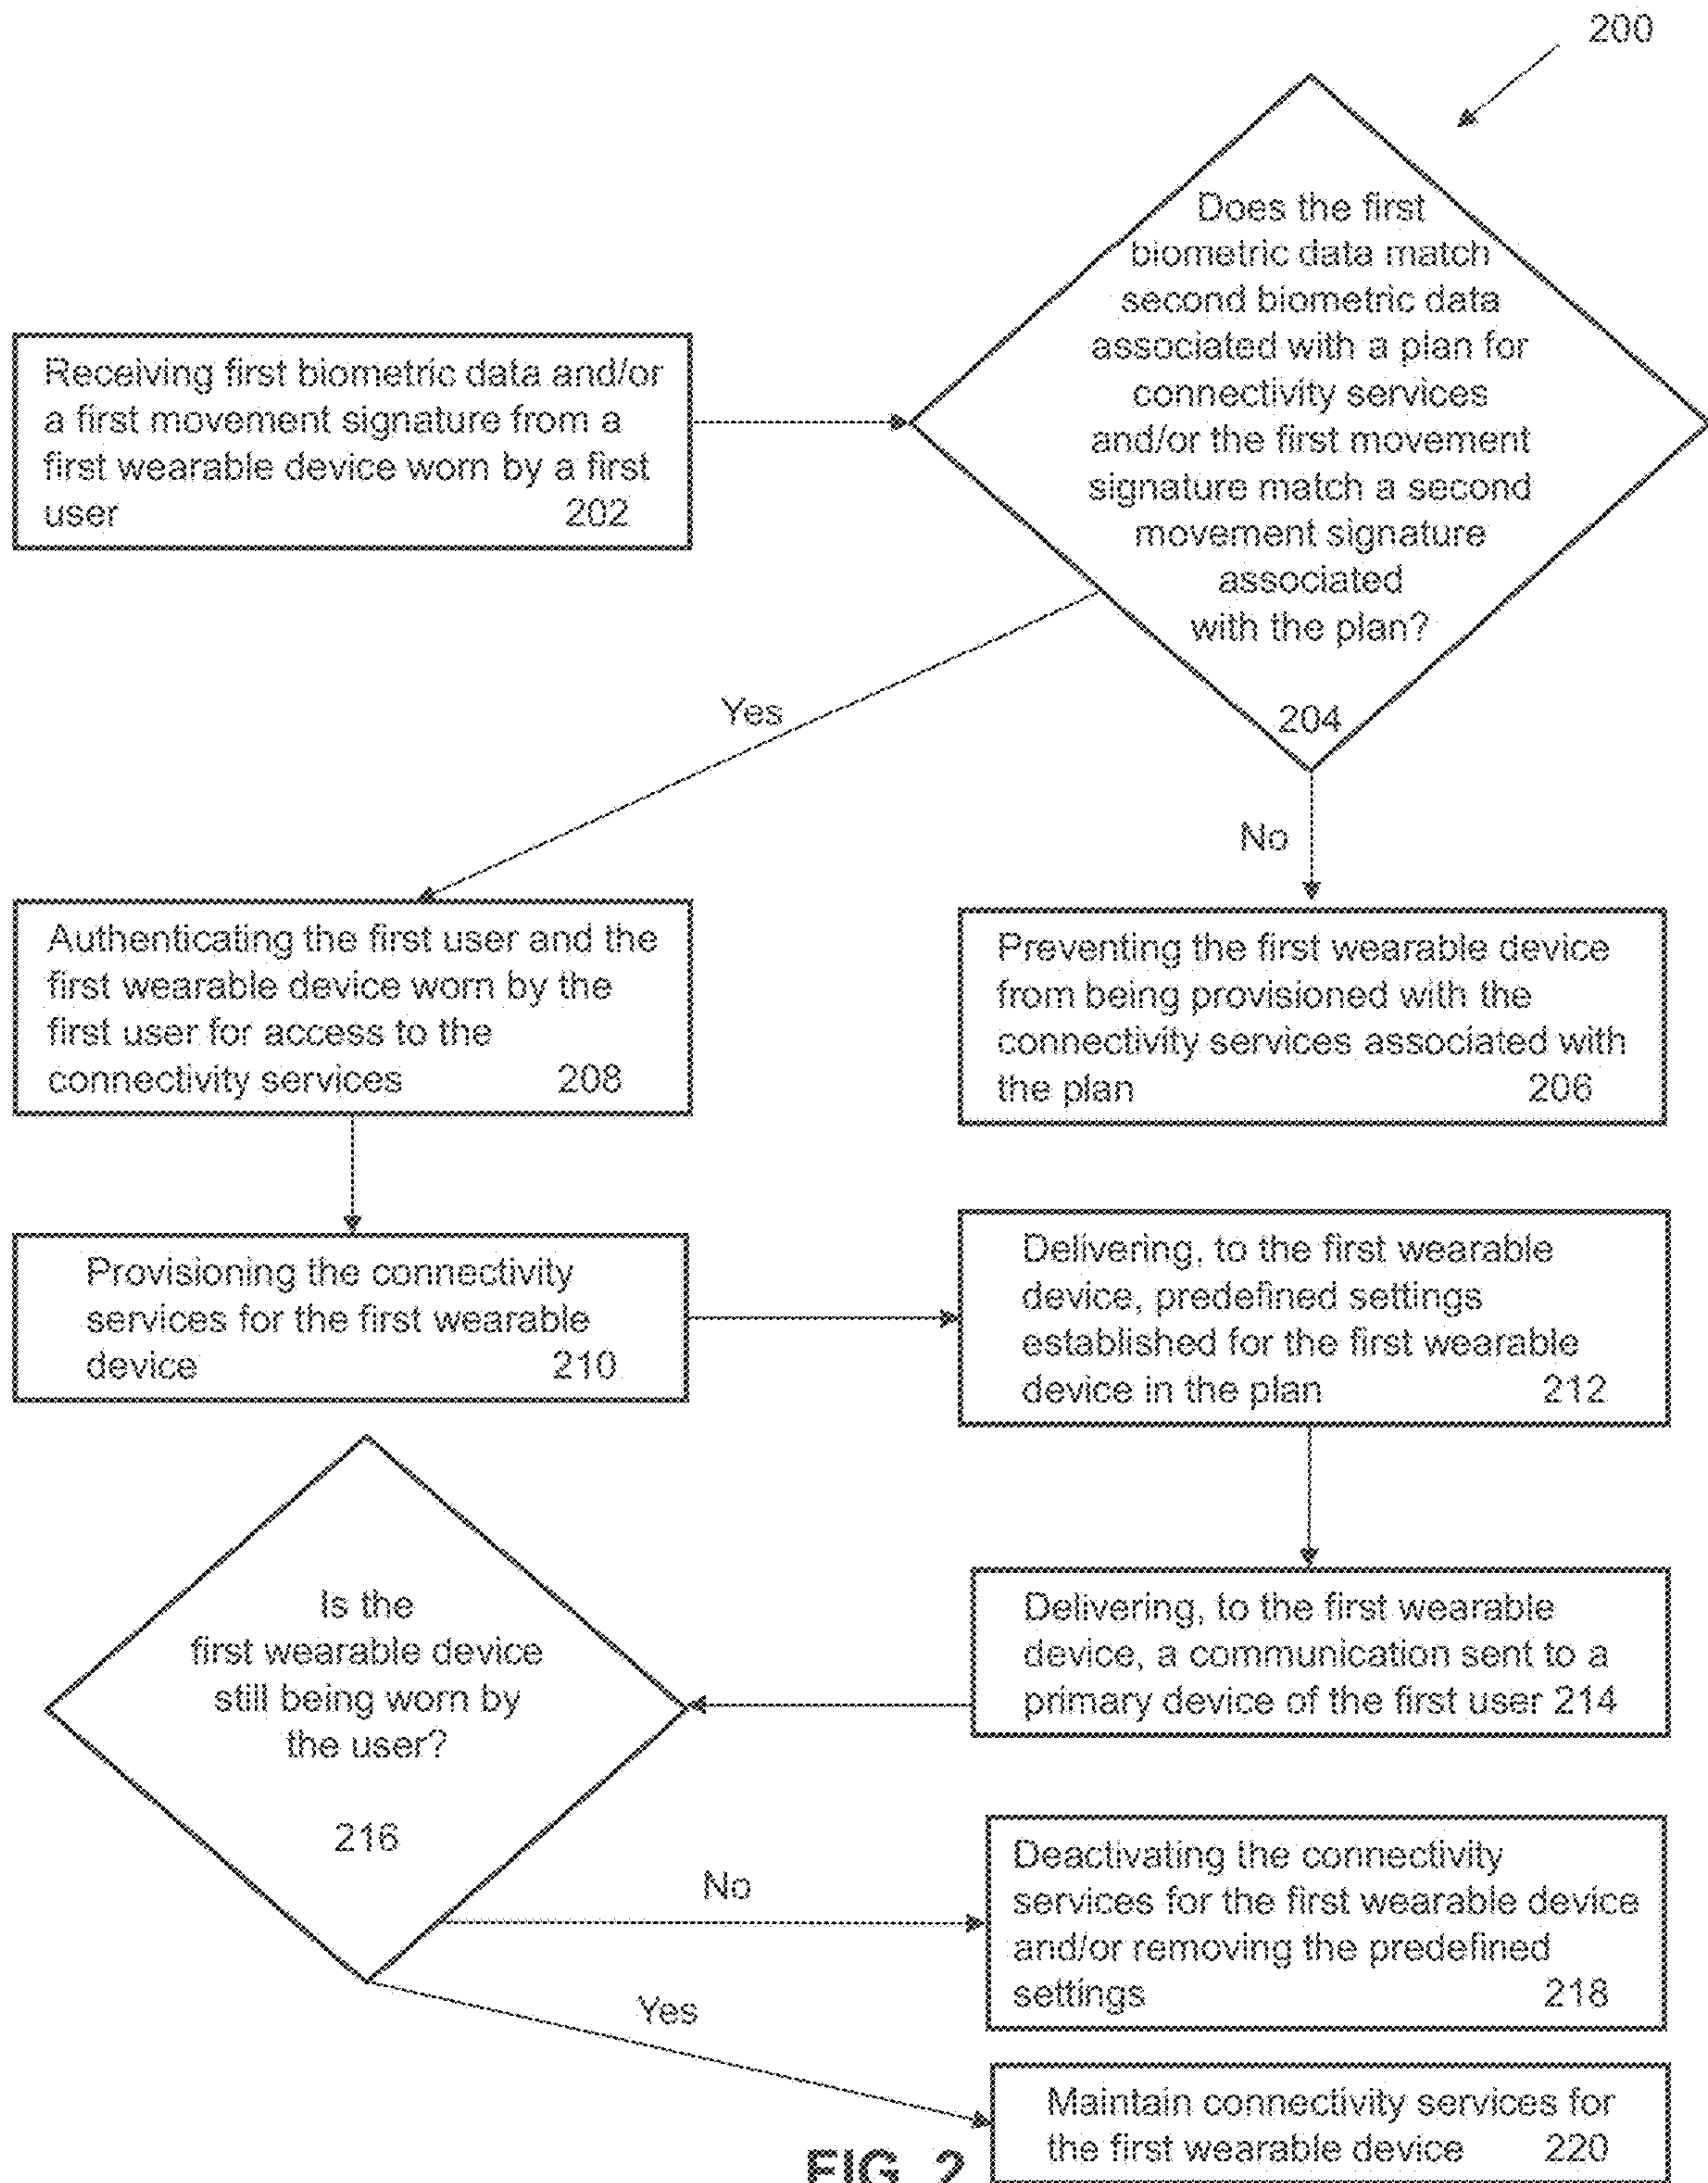 200
Receiving first biometric data and/or
a first movement signature from a
first wearable device worn by a first
user 202
Does the first
biometric data match
second biometric data
associated with a plan for
connectivity services
and/or the first movement
signature match a second
movement signature
associated
with the plan?
204
Yes
No
Authenticating the first user and the
first wearable device worn by the
first user for access to the
connectivity services 208
Preventing the first wearable device
from being provisioned with the
connectivity services associated with
the plan 206
Provisioning the connectivity
services for the first wearable
device 210
Delivering, to the first wearable
device, predefined settings
established for the first wearable
device in the plan 212
Delivering, to the first wearable
device, a communication sent to a
primary device of the first user 214
Is the
first wearable device
still being worn by
the user?
216
No
Deactivating the connectivity
services for the first wearable device
and/or removing the predefined
settings 218
Yes
Maintain connectivity services for
the first wearable device 220
FIG. 2